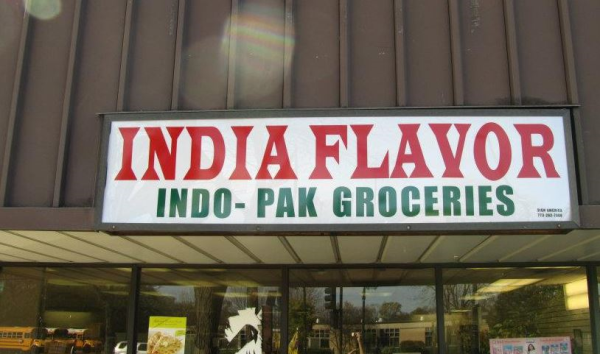 INDIA FLAVOR
INDO- PAK GROCERIES